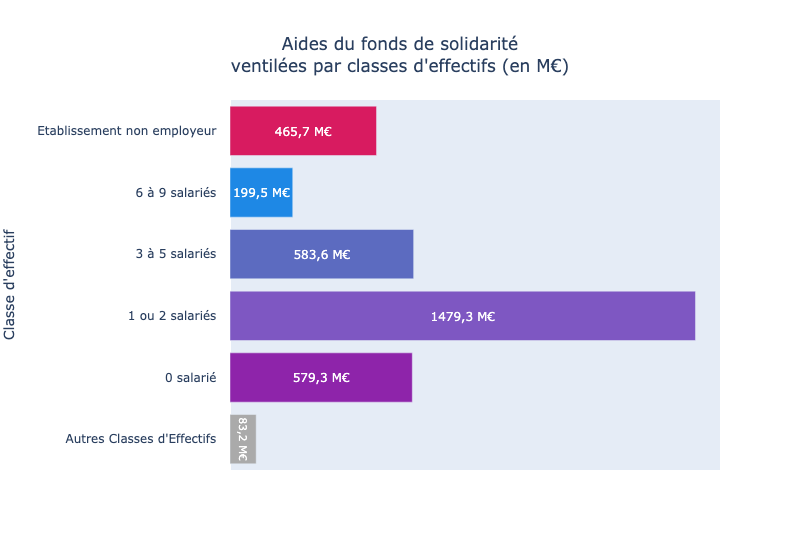 Aides du fonds de solidarité
ventilées par classes d'effectifs (en M€)
Classe d'effectif
Etablissement non employeur
465,7 M€
6 à 9 salariés
199,5 M€
3 à 5 salariés
583,6 M€
1 ou 2 salariés
1479,3 M€
0 salarié
579,3 M€
Autres Classes d'Effectifs
83,2 M€